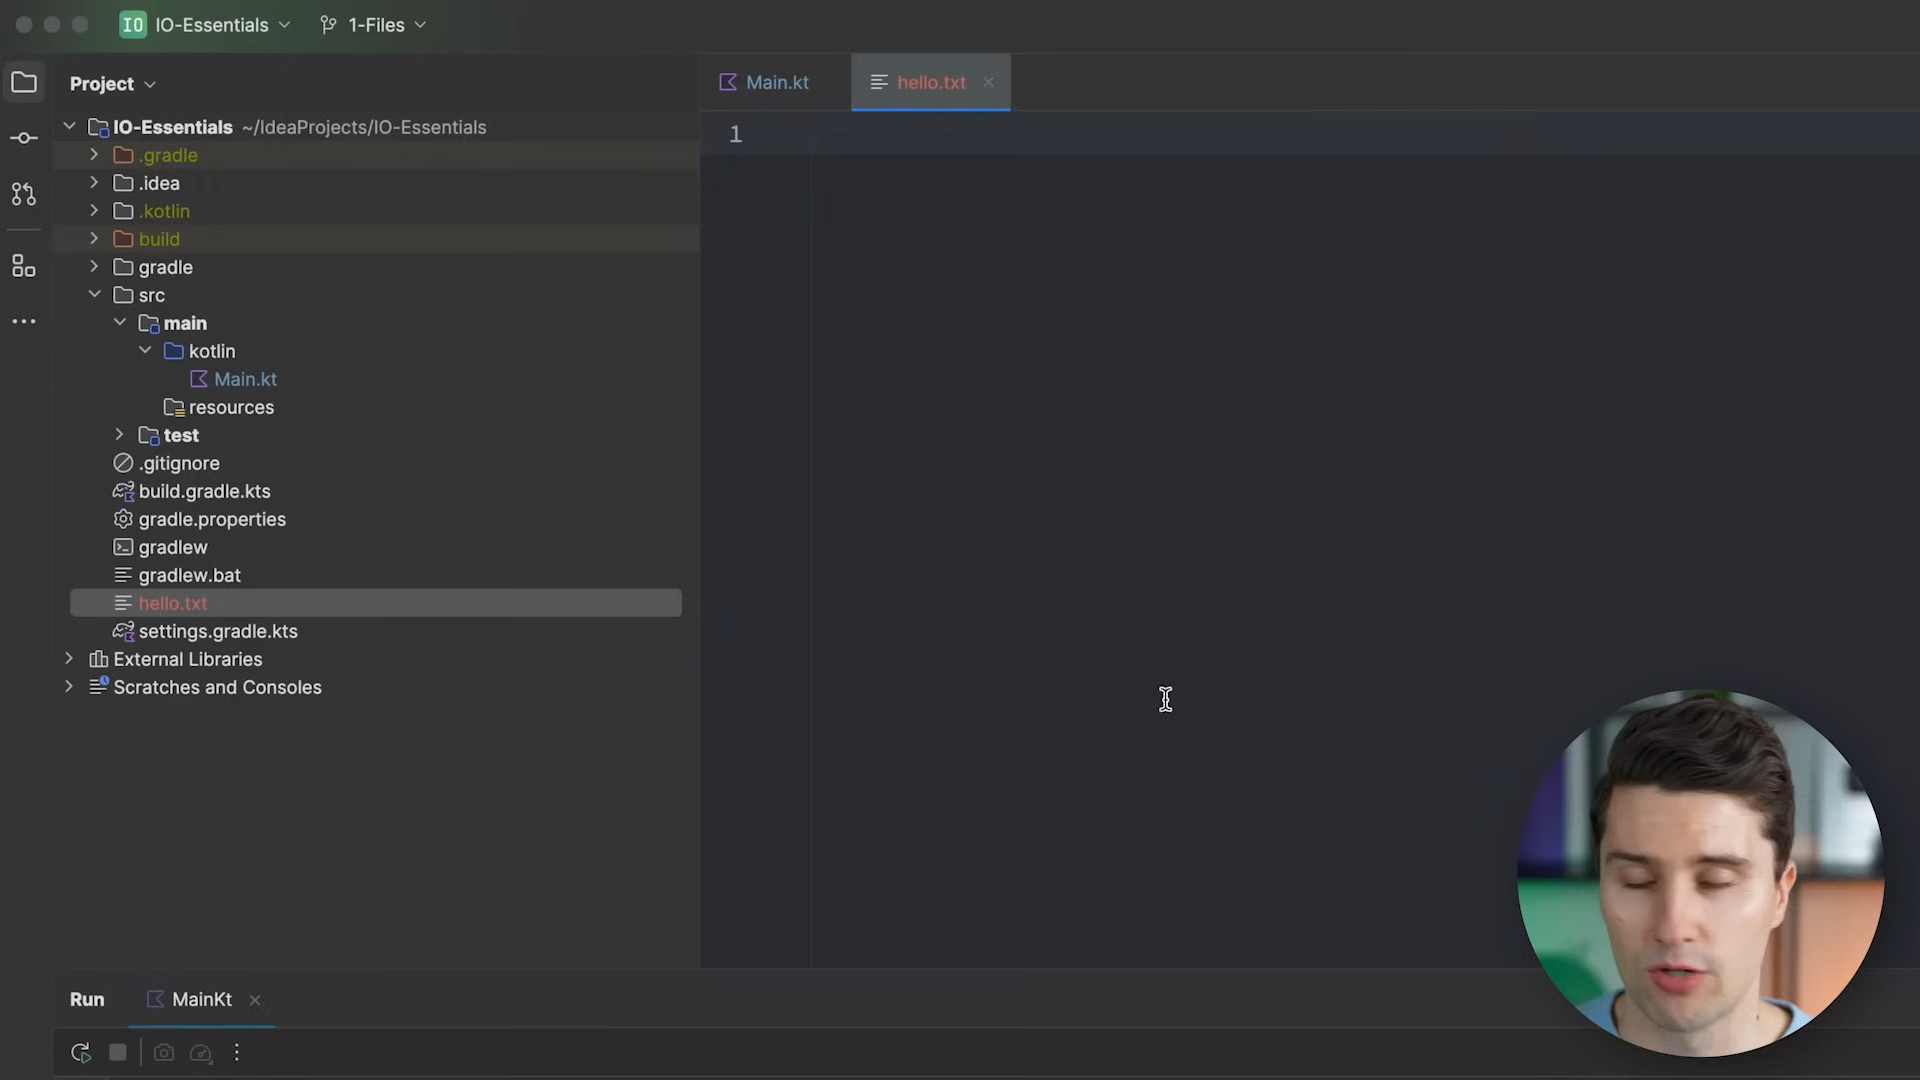 IO IO-Essentials 1-Files
Project
Main.kt
hello.txt
IO-Essentials ~/IdeaProjects/IO-Essentials
1
.gradle
.idea
.kotlin
build
gradle
src
main
kotlin
Main.kt
resources
test
.gitignore
build.gradle.kts
gradle.properties
gradlew
gradlew.bat
hello.txt
settings.gradle.kts
External Libraries
Scratches and Consoles
Run MainKt